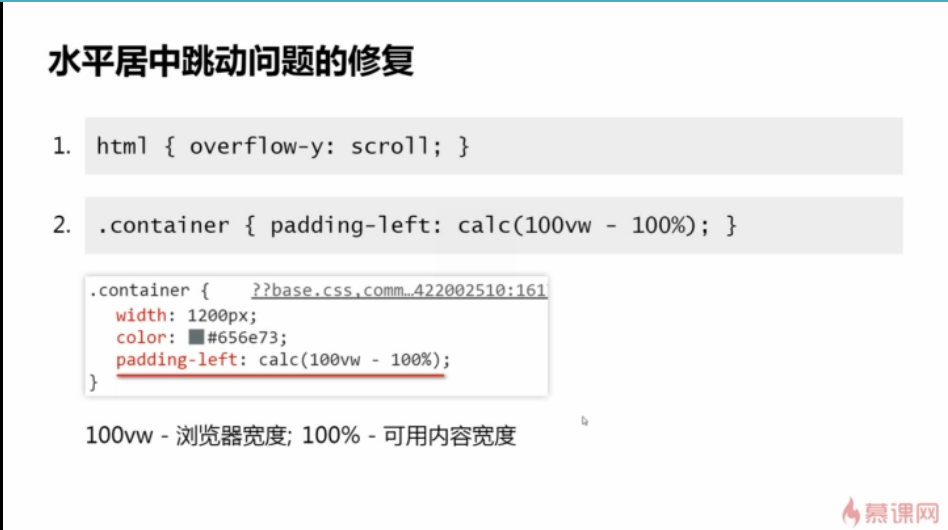 水平居中跳动问题的修复
1. html { overflow-y: scroll; }
2. .container { padding-left: calc(100vw - 100%); }
.container { ??base.css,comm…422002510:161
width: 1200px;
color: #656e73;
padding-left: calc(100vw - 100%);
}
100vw - 浏览器宽度; 100% - 可用内容宽度
慕课网